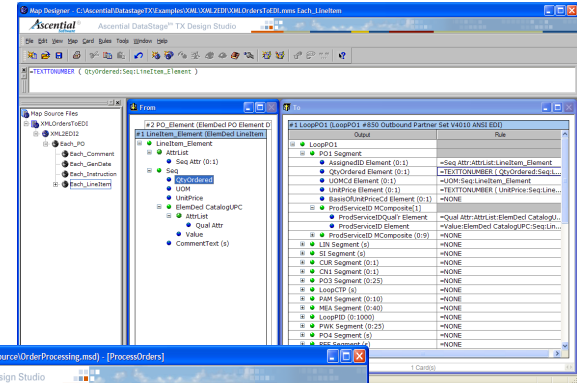 Map Designer - C:\Ascential\DatastageTX\Examples\XML\XML2EDI\XMLOrdersToEDI.mms Each_LineItem
Ascential Software
Ascential DataStage™ TX Design Studio
File Edit View Map Card Rules Tools Window Help
=TEXTTONUMBER ( QtyOrdered:Seq:LineItem_Element )
Map Source Files
XMLOrdersToEDI
XML2EDI2
Each_PO
Each_Comment
Each_GenDate
Each_Instruction
Each_LineItem
From
#2 PO_Element (ElemDecl PO Element D
#1 LineItem_Element (ElemDecl LineItem
LineItem_Element
AttrList
Seq Attr (0:1)
Seq
QtyOrdered
UOM
UnitPrice
ElemDecl CatalogUPC
AttrList
Qual Attr
Value
CommentText (s)
To
#1 LoopPO1 (LoopPO1 #850 Outbound Partner Set V4010 ANSI EDI)
Output Rule
LoopPO1
PO1 Segment
AssignedID Element (0:1) =Seq Attr:AttrList:LineItem_Element
QtyOrdered Element (0:1) =TEXTTONUMBER ( QtyOrdered:Seq:L...
UOMCd Element (0:1) =UOM:Seq:LineItem_Element
UnitPrice Element (0:1) =TEXTTONUMBER ( UnitPrice:Seq:Line...
BasisOfUnitPriceCd Element (0:1) =NONE
ProdServiceID MComposite[1]
ProdServiceIDQual'r Element =Qual Attr:AttrList:ElemDecl CatalogU...
ProdServiceID Element =Value:ElemDecl CatalogUPC:Seq:Lin...
ProdServiceID MComposite (0:9) =NONE
LIN Segment (s) =NONE
SI Segment (s) =NONE
CUR Segment (0:1) =NONE
CN1 Segment (0:1) =NONE
PO3 Segment (0:25) =NONE
LoopCTP (s) =NONE
PAM Segment (0:10) =NONE
MEA Segment (0:40) =NONE
LoopPID (0:1000) =NONE
PWK Segment (0:25) =NONE
PO4 Segment (s) =NONE
REF Segment (s) =NONE
ource\OrderProcessing.msd) - [ProcessOrders]
sign Studio
1 Card(s)